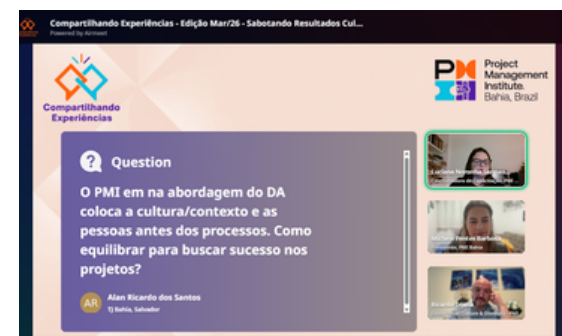 Compartilhando Experiências - Edição Mar/26 - Sabotando Resultados Cul...
Powered by Airmeet
Compartilhando
Experiências
Project
Management
Institute.
Bahia, Brazil
? Question
O PMI em na abordagem do DA
coloca a cultura/contexto e as
pessoas antes dos processos. Como
equilibrar para buscar sucesso nos
projetos?
AR
Alan Ricardo dos Santos
TJ Bahia, Salvador
Luciana
PMI Bahia
Ricardo